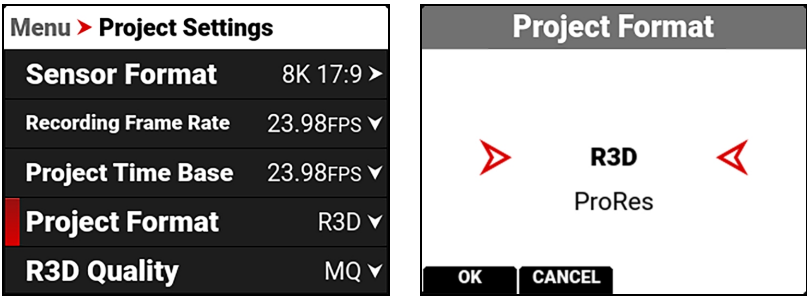 Menu Project Settings
Sensor Format 8K 17:9
Recording Frame Rate 23.98FPS
Project Time Base 23.98FPS
Project Format R3D
R3D Quality MQ
Project Format
R3D
ProRes
OK CANCEL